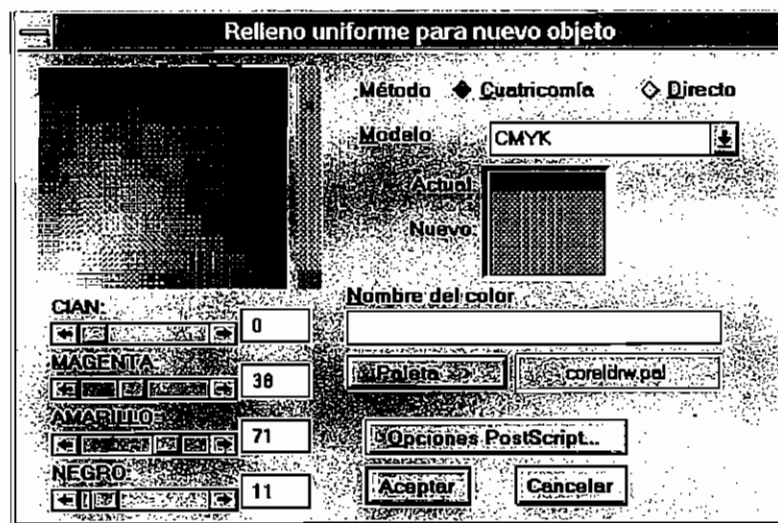 Relleno uniforme para nuevo objeto
Método Cuatricomía Directo
Modelo CMYK
Actual
Nuevo
CIAN: 0
MAGENTA: 38
AMARILLO: 71
NEGRO: 11
Nombre del color
Paleta >> coreldrw.pal
Opciones PostScript...
Aceptar Cancelar